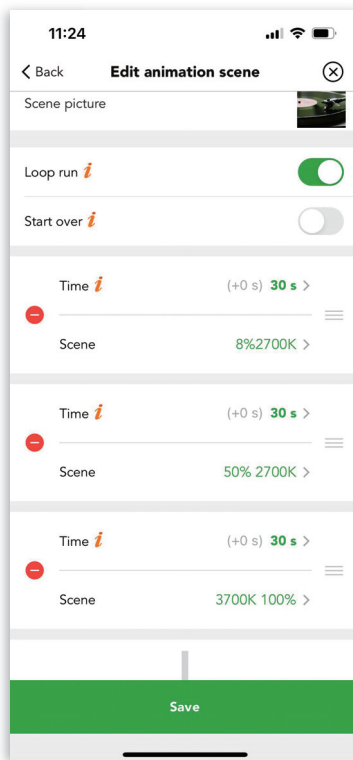 11:24
Back Edit animation scene
Scene picture
Loop run i
Start over i
Time i (+0 s) 30 s
Scene 8%2700K
Time i (+0 s) 30 s
Scene 50% 2700K
Time i (+0 s) 30 s
Scene 3700K 100%
Save